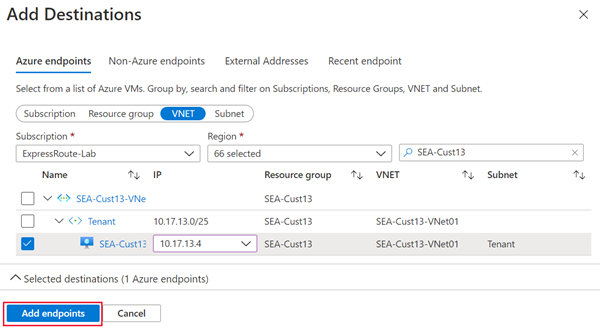 Add Destinations
Azure endpoints Non-Azure endpoints External Addresses Recent endpoint
Select from a list of Azure VMs. Group by, search and filter on Subscriptions, Resource Groups, VNET and Subnet.
Subscription Resource group VNET Subnet
Subscription * Region *
ExpressRoute-Lab 66 selected SEA-Cust13
Name IP Resource group VNET Subnet
SEA-Cust13-VNe SEA-Cust13
Tenant 10.17.13.0/25 SEA-Cust13 SEA-Cust13-VNet01
SEA-Cust13 10.17.13.4 SEA-Cust13 SEA-Cust13-VNet01 Tenant
Selected destinations (1 Azure endpoints)
Add endpoints Cancel